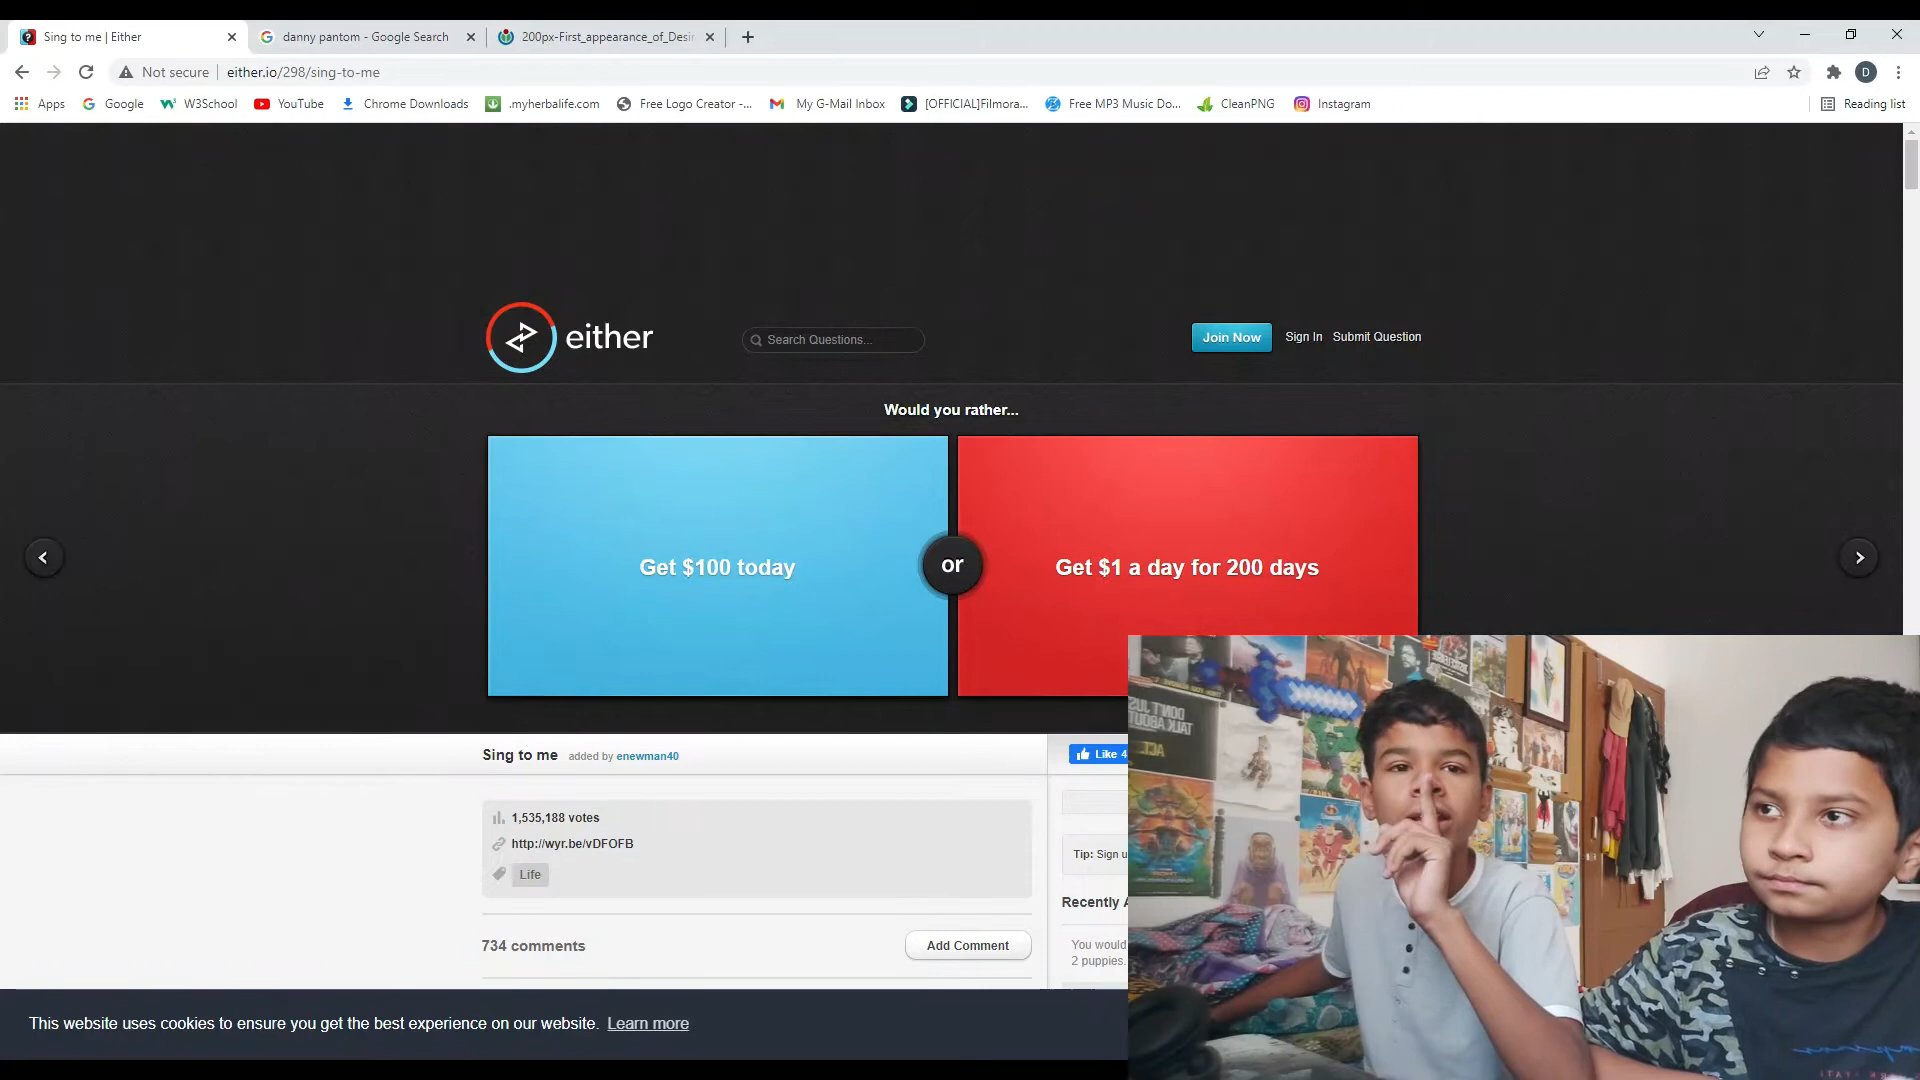 Sing to me | Either
danny pantom - Google Search
200px-First_appearance_of_Desi
Not secure
either.io/298/sing-to-me
Apps
Google
W3School
YouTube
Chrome Downloads
.myherbalife.com
Free Logo Creator -...
My G-Mail Inbox
[OFFICIAL]Filmora...
Free MP3 Music Do...
CleanPNG
Instagram
Reading list
either
Search Questions...
Join Now
Sign In
Submit Question
Would you rather...
Get $100 today
or
Get $1 a day for 200 days
Sing to me added by enewman40
Like 4
1,535,188 votes
http://wyr.be/vDFOFB
Life
Tip: Sign u
Recently A
734 comments
Add Comment
You would
2 puppies.
This website uses cookies to ensure you get the best experience on our website. Learn more
DON'T JUST
TALK ABOUT
ACT.